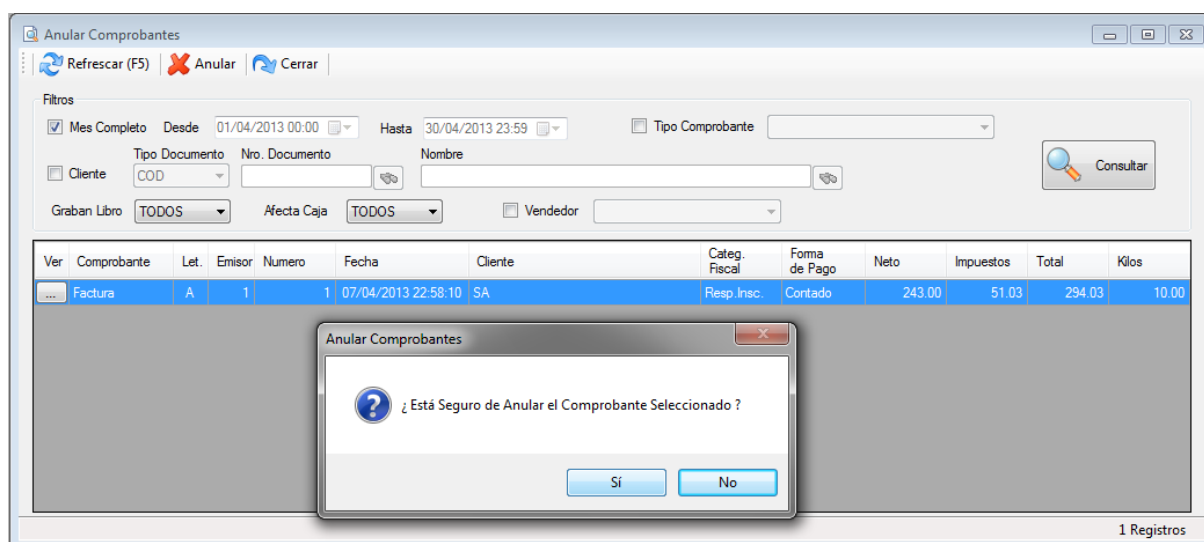 Anular Comprobantes
Refrescar (F5) Anular Cerrar
Filtros
Mes Completo Desde 01/04/2013 00:00 Hasta 30/04/2013 23:59 Tipo Comprobante
Tipo Documento Nro. Documento Nombre
Cliente COD
Consultar
Graban Libro TODOS Afecta Caja TODOS Vendedor
Ver Comprobante Let. Emisor Numero Fecha Cliente Categ. Fiscal Forma de Pago Neto Impuestos Total Kilos
... Factura A 1 1 07/04/2013 22:58:10 SA Resp.Insc. Contado 243.00 51.03 294.03 10.00
Anular Comprobantes
¿ Está Seguro de Anular el Comprobante Seleccionado ?
Sí No
1 Registros